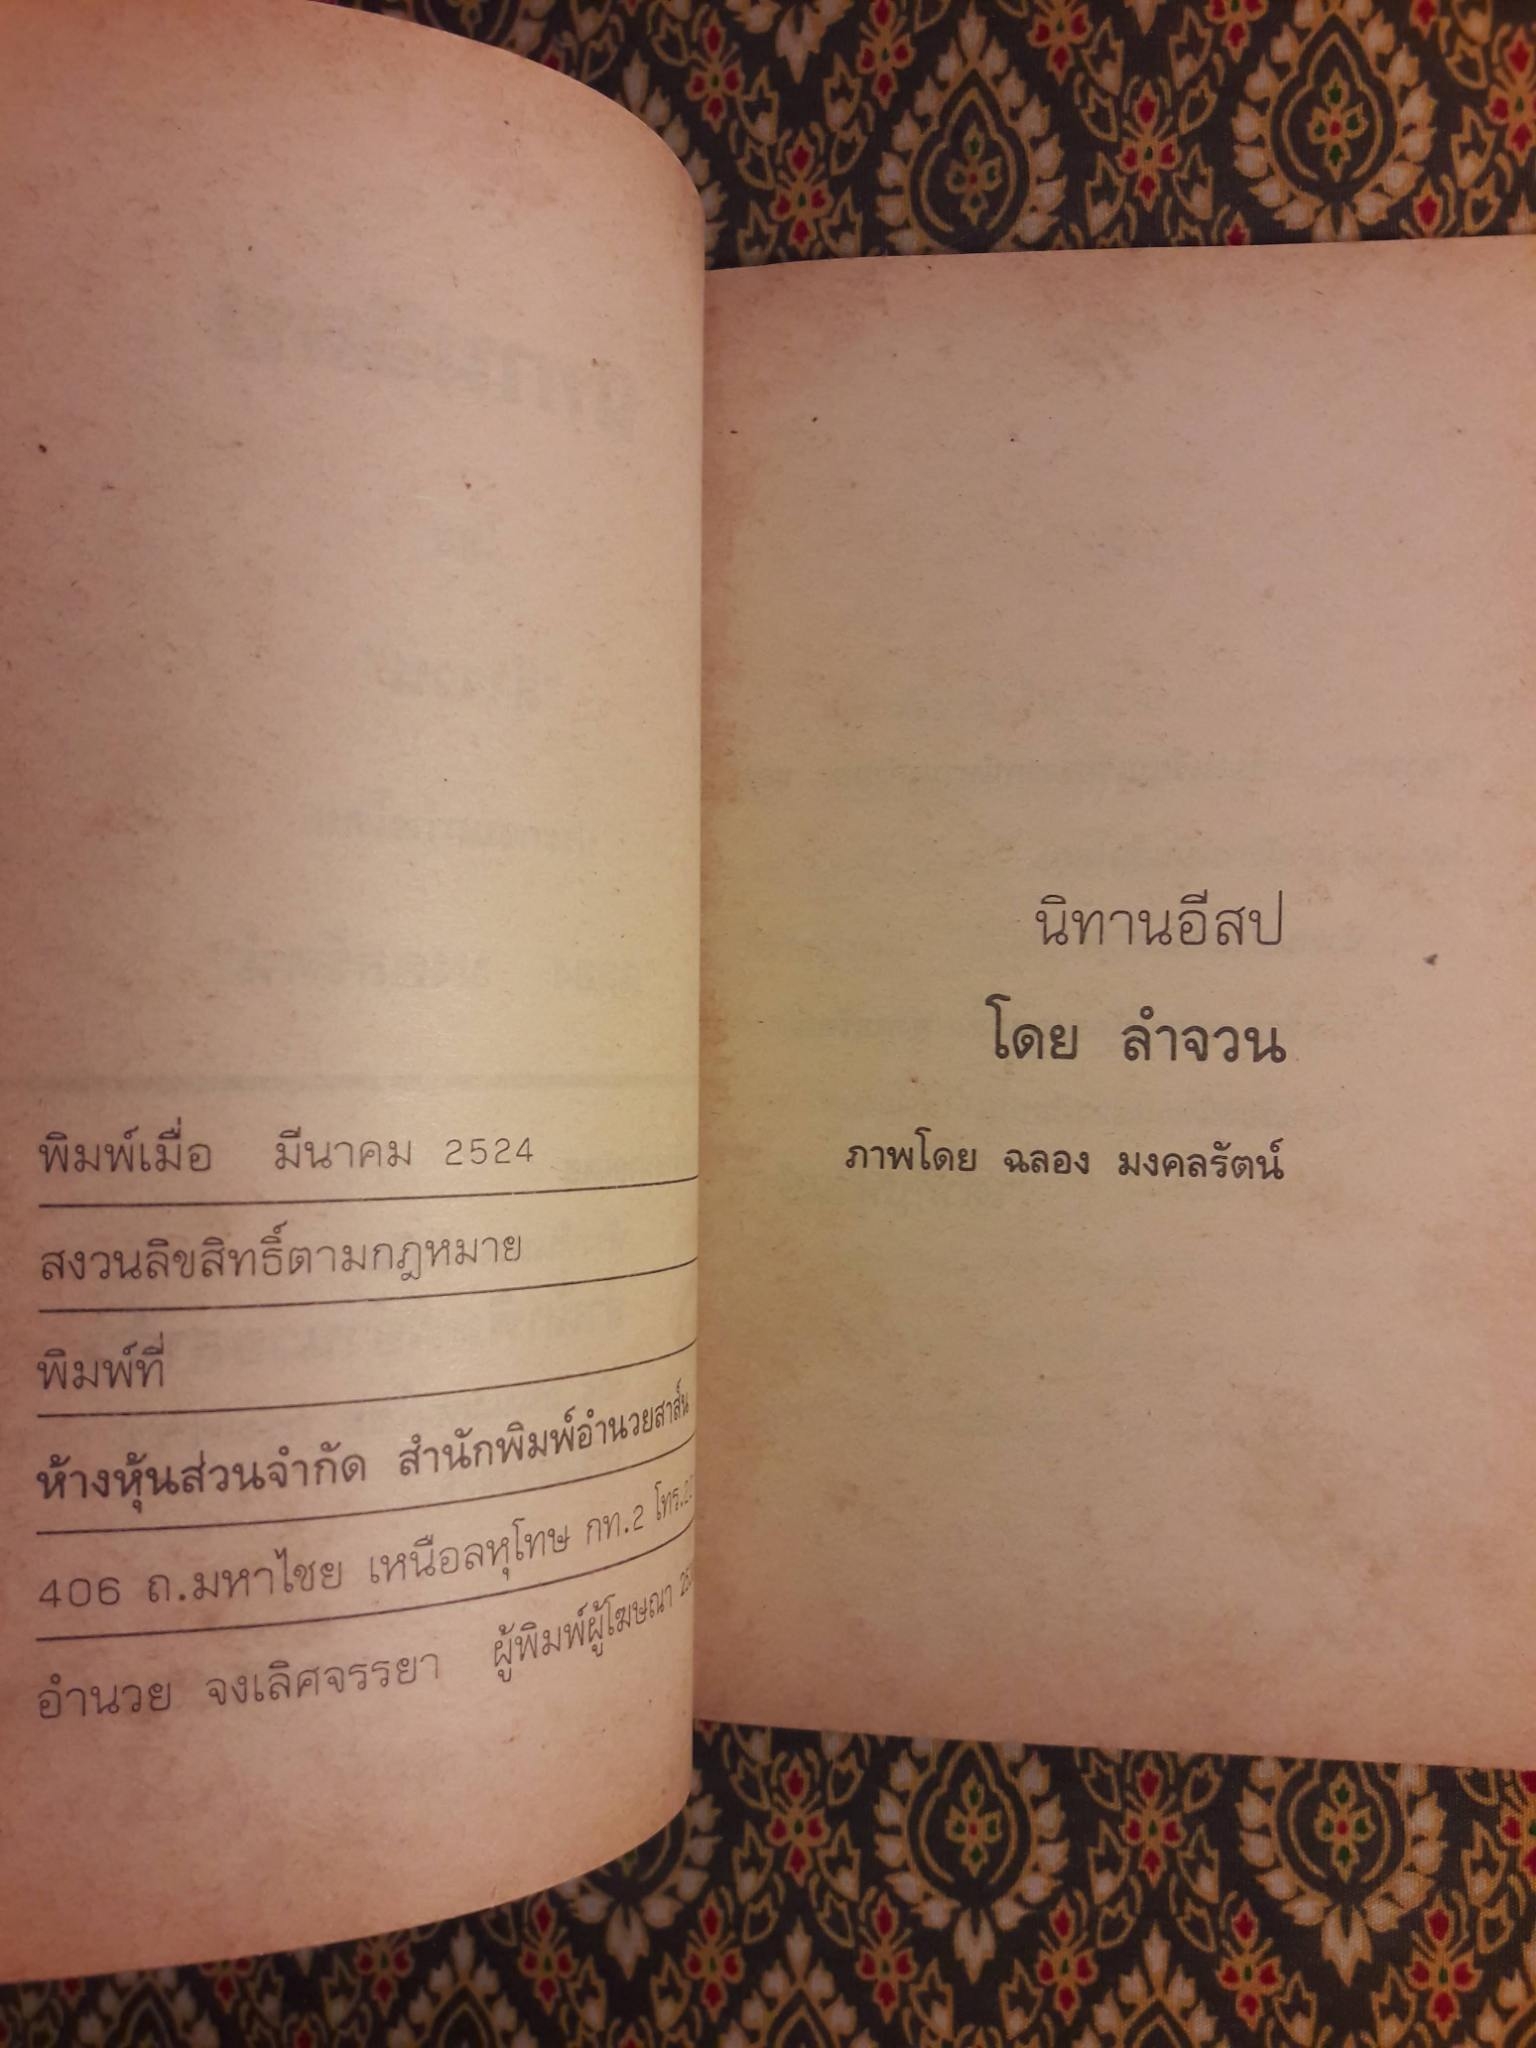 พิมพ์เมื่อ มีนาคม 2524
สงวนลิขสิทธิ์ตามกฎหมาย
พิมพ์ที่
ห้างหุ้นส่วนจำกัด สำนักพิมพ์อำนวยสาส์น
406 ถ.มหาไชย เหนือลหุโทษ กท.2 โทร.
อำนวย จงเลิศจรรยา ผู้พิมพ์ผู้โฆษณา
นิทานอีสป
โดย ลำจวน
ภาพโดย ฉลอง มงคลรัตน์